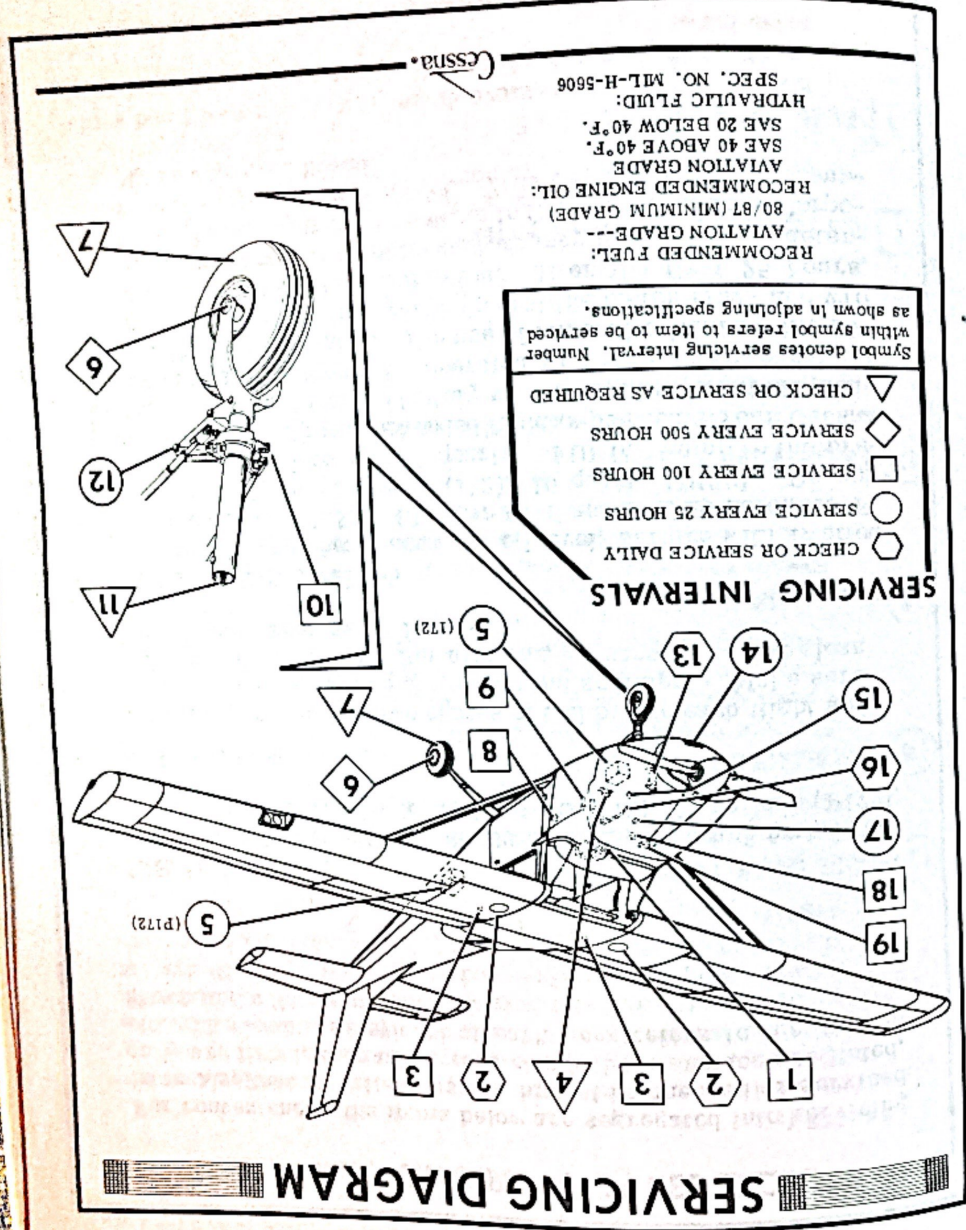 SERVICING DIAGRAM
1
2
3
4
2
3
19
18
17
16
15
14
13
5 (P172)
6
7
8
9
5 (172)
SERVICING INTERVALS
CHECK OR SERVICE DAILY
SERVICE EVERY 25 HOURS
SERVICE EVERY 100 HOURS
SERVICE EVERY 500 HOURS
CHECK OR SERVICE AS REQUIRED
Symbol denotes servicing interval. Number
within symbol refers to item to be serviced
as shown in adjoining specifications.
RECOMMENDED FUEL:
AVIATION GRADE---
80/87 (MINIMUM GRADE)
RECOMMENDED ENGINE OIL:
AVIATION GRADE
SAE 40 ABOVE 40°F.
SAE 20 BELOW 40°F.
HYDRAULIC FLUID:
SPEC. NO. MIL-H-5606
10
11
12
6
7
Cessna.